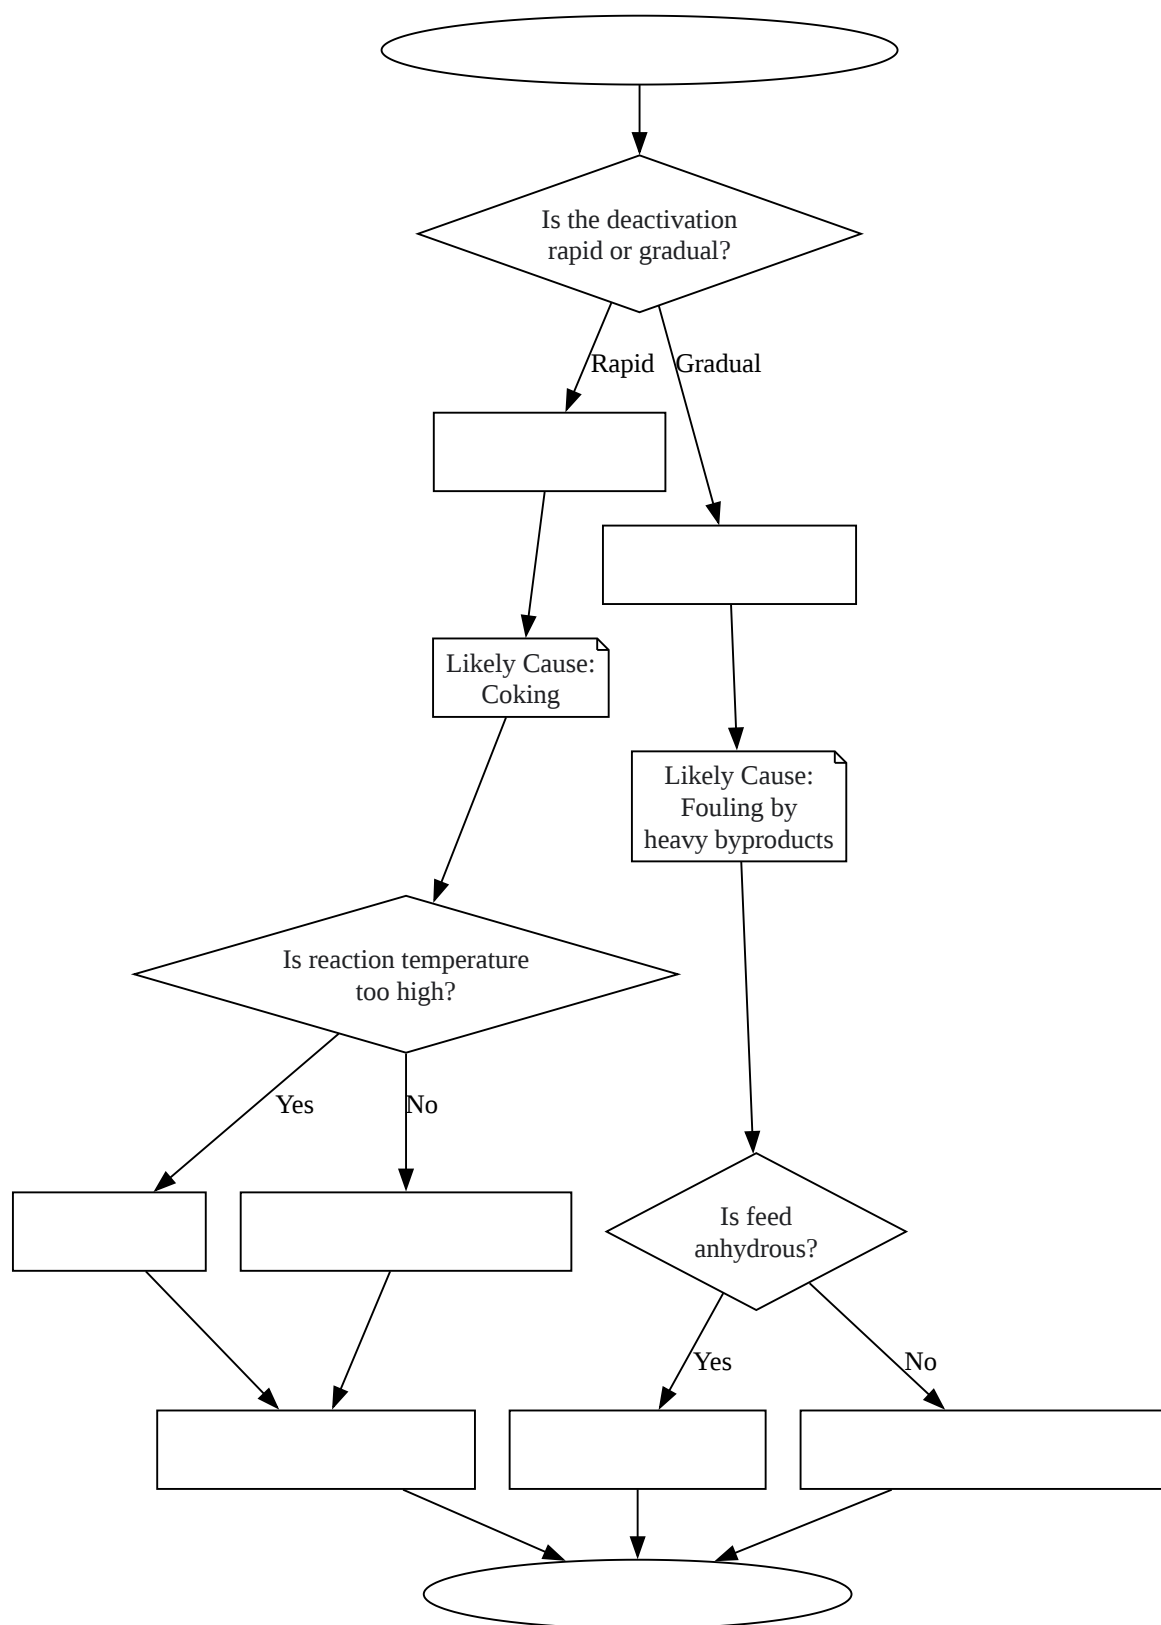 Is the deactivation
rapid or gradual?
Rapid
Gradual
Likely Cause:
Coking
Likely Cause:
Fouling by
heavy byproducts
Is reaction temperature
too high?
Yes
No
Is feed
anhydrous?
Yes
No